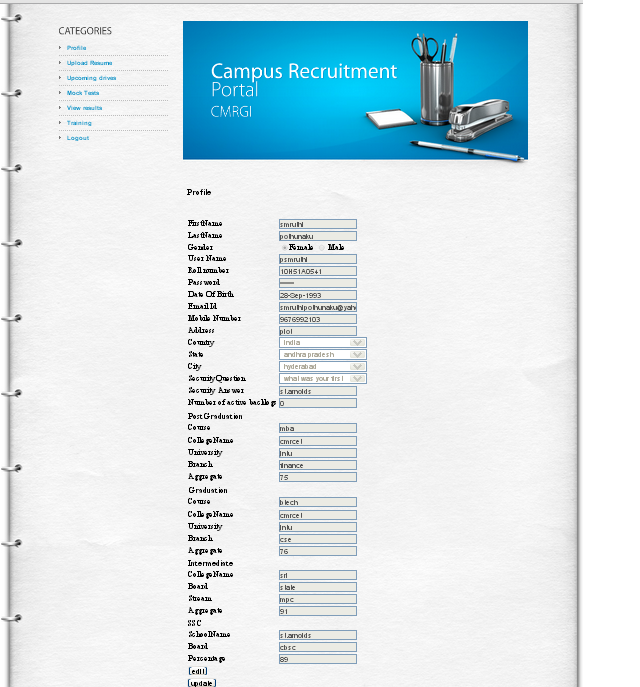 CATEGORIES
Profile
Upload Resume
Upcoming drives
Mock Tests
View results
Training
Logout
Campus Recruitment
Portal
CMRGI
Profile
FirstName smruthi
LastName pothunaku
Gender Female Male
User Name psmruthi
Roll number 10H51A0541
Password
Date Of Birth 28-Sep-1993
Email Id smruthipothunaku@yah
Mobile Number 9676992103
Address plot
Country India
State andhra pradesh
City hyderabad
SecurityQuestion what was your first
Security Answer st.arnolds
Number of active backlogs 0
Post Graduation
Course mba
CollegeName cmrcet
University jntu
Branch finance
Aggregate 75
Graduation
Course btech
CollegeName cmrcet
University jntu
Branch cse
Aggregate 76
Intermediate
CollegeName sri
Board state
Stream mpc
Aggregate 91
SSC
SchoolName st.arnolds
Board cbsc
Percentage 89
[edit]
[update]